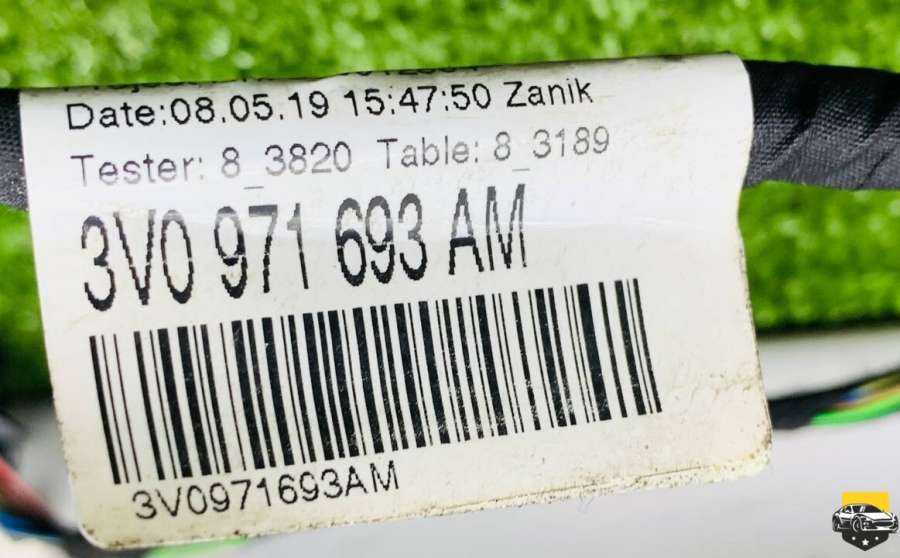 Date:08.05.19 15:47:50 Zanik
Tester: 8_3820 Table: 8_3189
3V0 971 693 AM
3V0971693AM